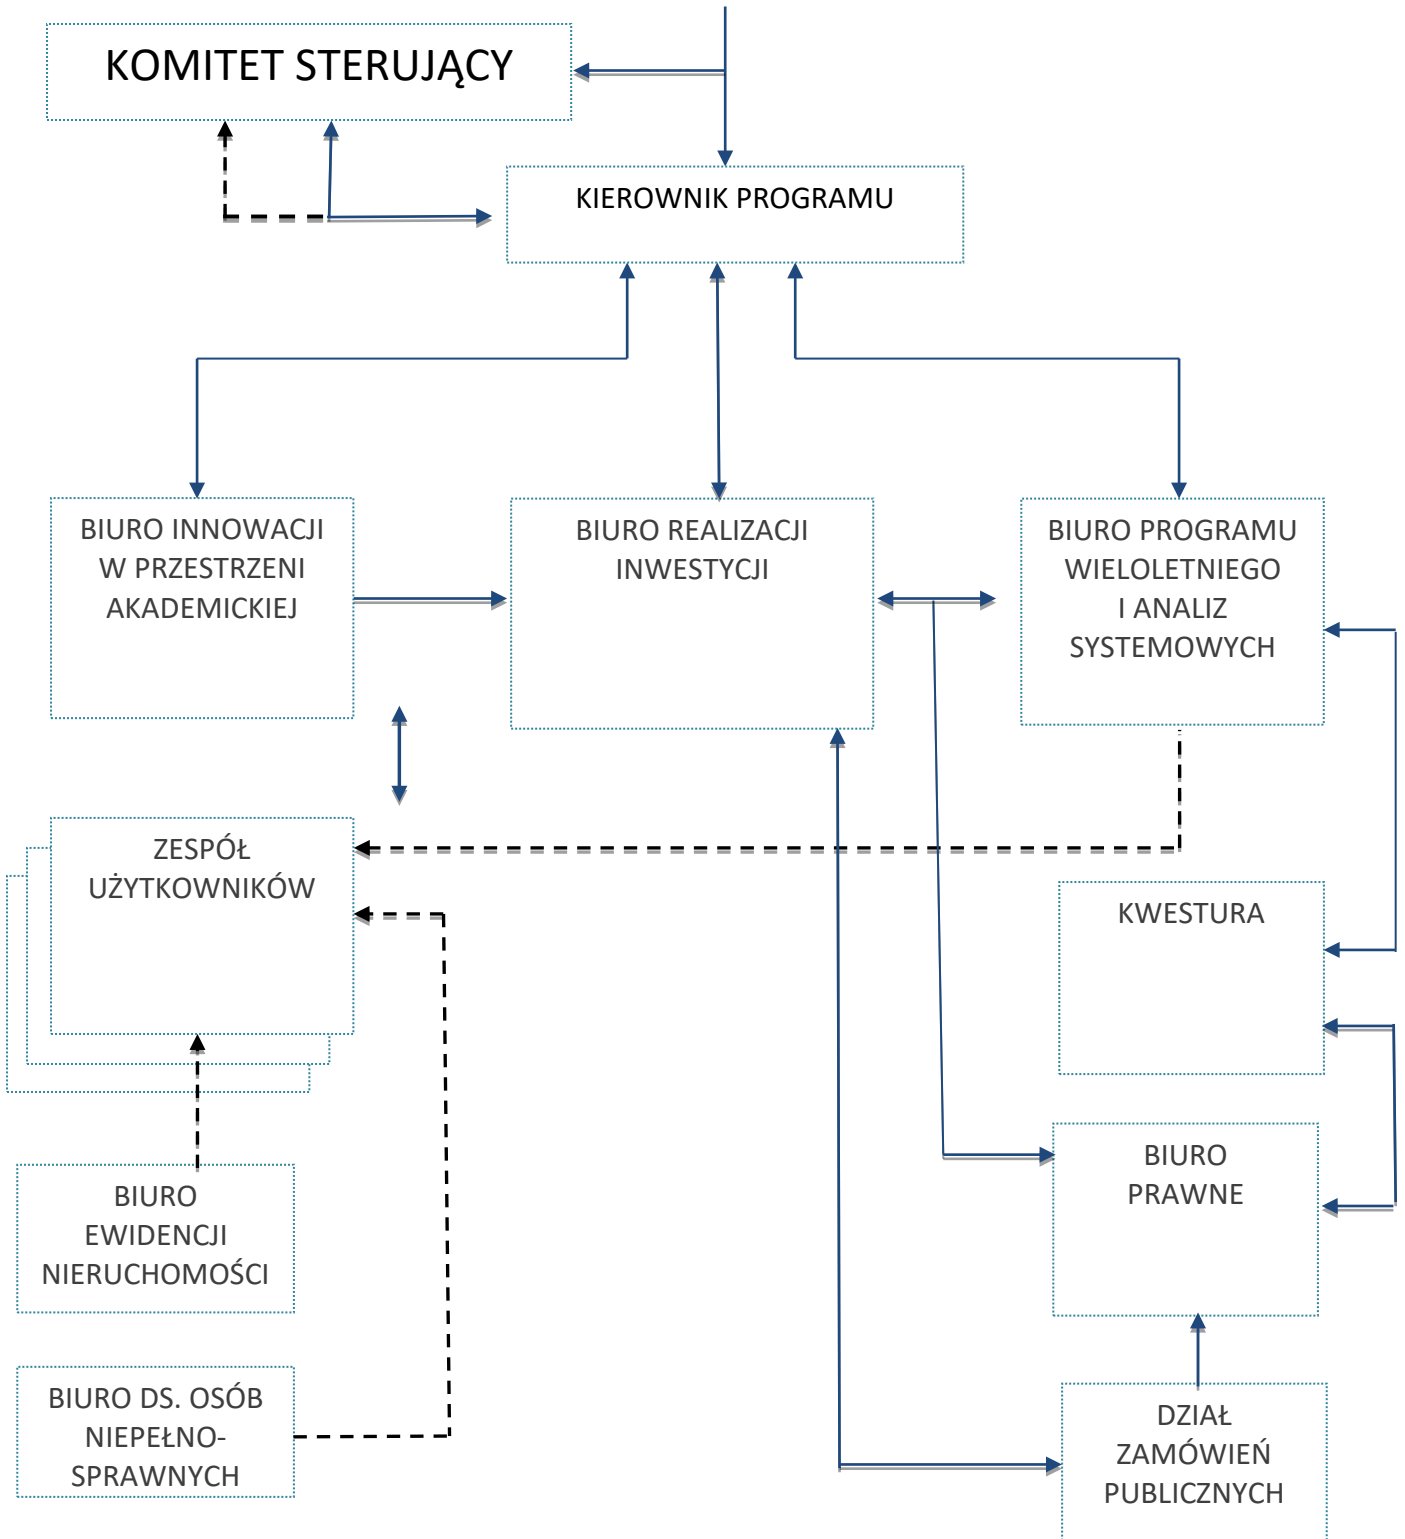 KOMITET STERUJĄCY
KIEROWNIK PROGRAMU
BIURO INNOWACJI
W PRZESTRZENI
AKADEMICKIEJ
BIURO REALIZACJI
INWESTYCJI
BIURO PROGRAMU
WIELOLETNIEGO
I ANALIZ
SYSTEMOWYCH
ZESPÓŁ
UŻYTKOWNIKÓW
KWESTURA
BIURO
PRAWNE
BIURO
EWIDENCJI
NIERUCHOMOŚCI
BIURO DS. OSÓB
NIEPEŁNO-
SPRAWNYCH
DZIAŁ
ZAMÓWIEŃ
PUBLICZNYCH